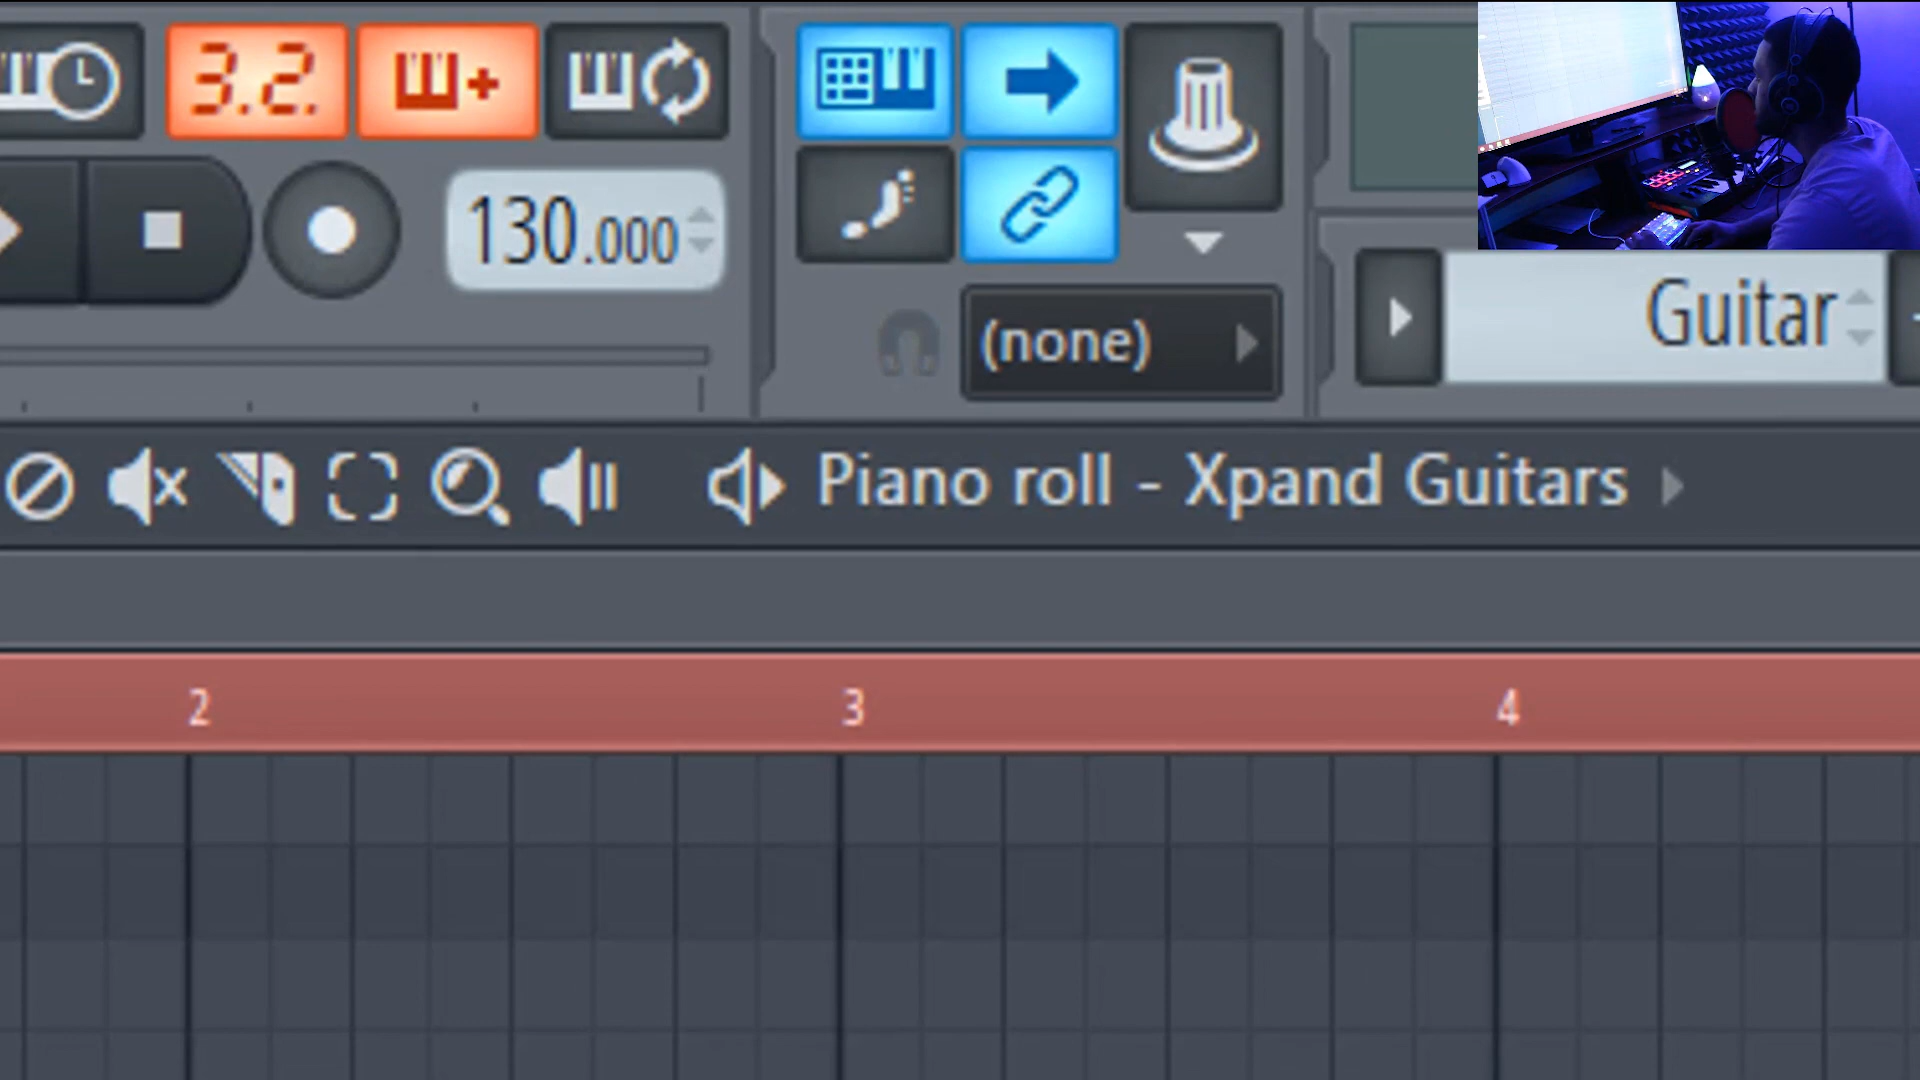 3.2.
130.000
(none)
Guitar
Piano roll - Xpand Guitars
2 3 4